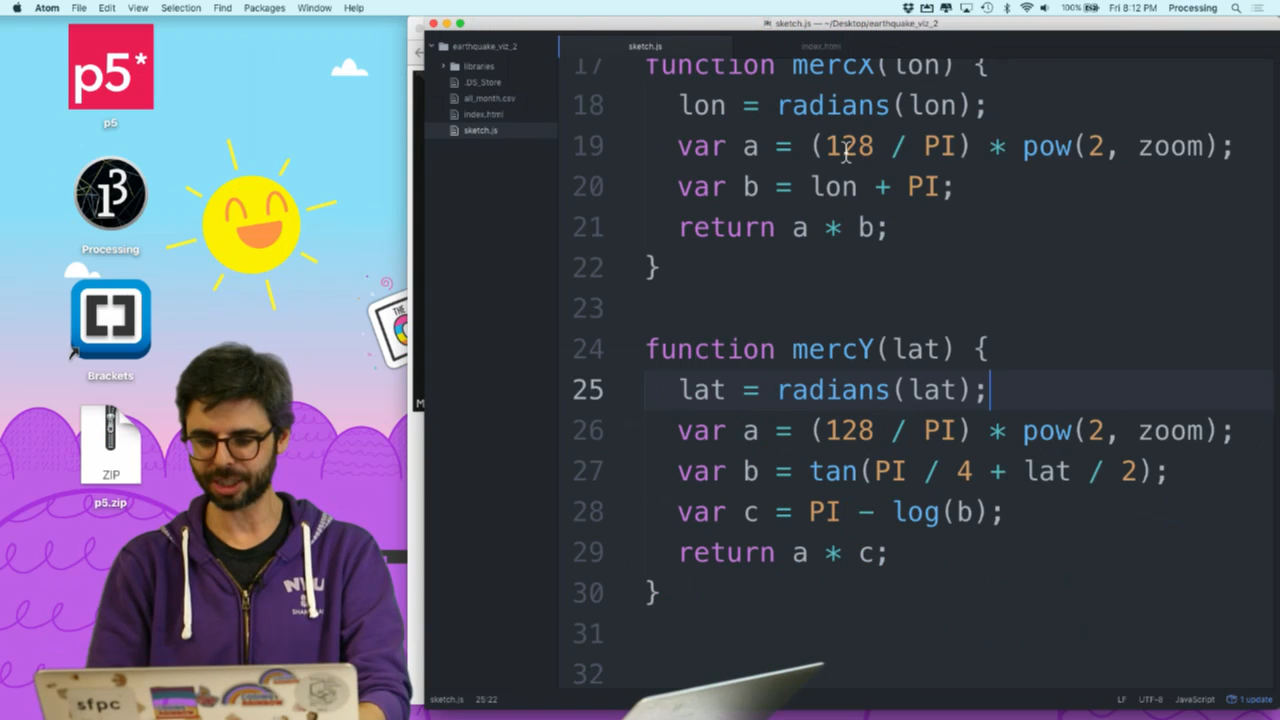 Atom File Edit View Selection Find Packages Window Help
100% Fri 8:12 PM Processing
sketch.js — ~/Desktop/earthquake_viz_2
earthquake_viz_2
libraries
.DS_Store
all_month.csv
index.html
sketch.js
sketch.js index.html
17 function mercX(lon) {
18 lon = radians(lon);
19 var a = (128 / PI) * pow(2, zoom);
20 var b = lon + PI;
21 return a * b;
22 }
23
24 function mercY(lat) {
25 lat = radians(lat);
26 var a = (128 / PI) * pow(2, zoom);
27 var b = tan(PI / 4 + lat / 2);
28 var c = PI - log(b);
29 return a * c;
30 }
31
32
sketch.js 25:22
LF UTF-8 JavaScript 1 update
p5*
p5
Processing
Brackets
ZIP
p5.zip
THE
NYU
sfpc